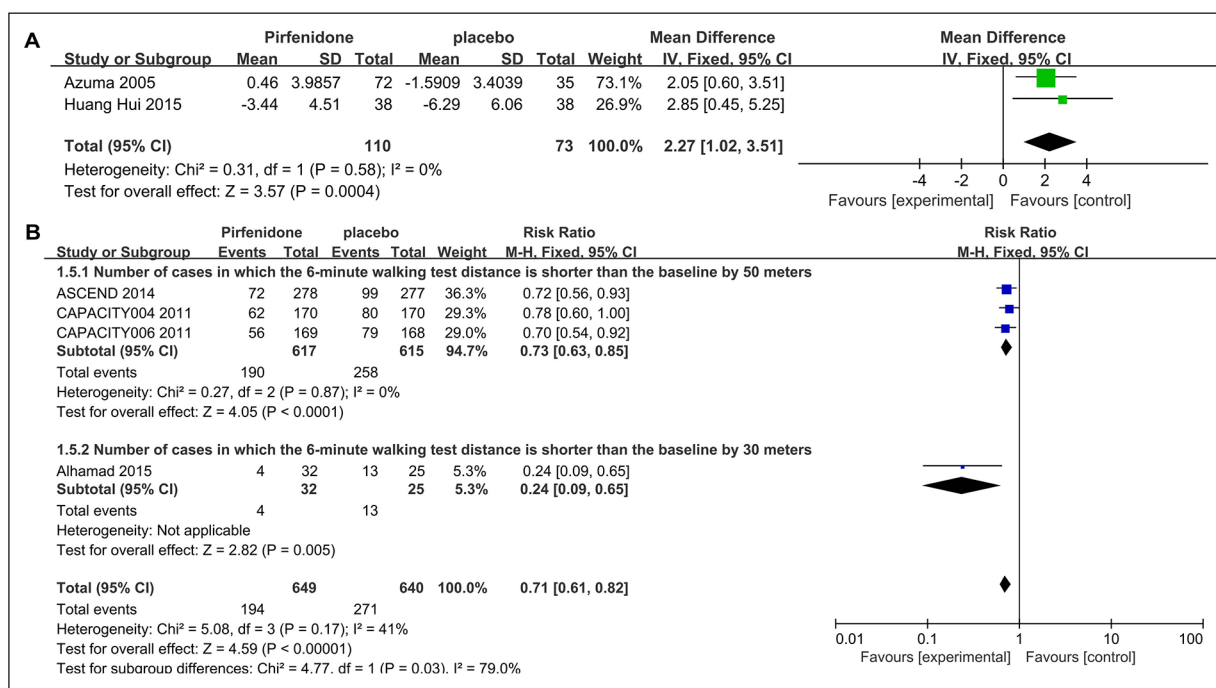 A
Pirfenidone placebo Mean Difference Mean Difference
Study or Subgroup Mean SD Total Mean SD Total Weight IV, Fixed, 95% CI IV, Fixed, 95% CI
Azuma 2005 0.46 3.9857 72 -1.5909 3.4039 35 73.1% 2.05 [0.60, 3.51]
Huang Hui 2015 -3.44 4.51 38 -6.29 6.06 38 26.9% 2.85 [0.45, 5.25]
Total (95% CI) 110 73 100.0% 2.27 [1.02, 3.51]
Heterogeneity: Chi² = 0.31, df = 1 (P = 0.58); I² = 0%
Test for overall effect: Z = 3.57 (P = 0.0004)
-4 -2 0 2 4
Favours [experimental] Favours [control]
B
Pirfenidone placebo Risk Ratio Risk Ratio
Study or Subgroup Events Total Events Total Weight M-H, Fixed, 95% CI M-H, Fixed, 95% CI
1.5.1 Number of cases in which the 6-minute walking test distance is shorter than the baseline by 50 meters
ASCEND 2014 72 278 99 277 36.3% 0.72 [0.56, 0.93]
CAPACITY004 2011 62 170 80 170 29.3% 0.78 [0.60, 1.00]
CAPACITY006 2011 56 169 79 168 29.0% 0.70 [0.54, 0.92]
Subtotal (95% CI) 617 615 94.7% 0.73 [0.63, 0.85]
Total events 190 258
Heterogeneity: Chi² = 0.27, df = 2 (P = 0.87); I² = 0%
Test for overall effect: Z = 4.05 (P < 0.0001)
1.5.2 Number of cases in which the 6-minute walking test distance is shorter than the baseline by 30 meters
Alhamad 2015 4 32 13 25 5.3% 0.24 [0.09, 0.65]
Subtotal (95% CI) 32 25 5.3% 0.24 [0.09, 0.65]
Total events 4 13
Heterogeneity: Not applicable
Test for overall effect: Z = 2.82 (P = 0.005)
Total (95% CI) 649 640 100.0% 0.71 [0.61, 0.82]
Total events 194 271
Heterogeneity: Chi² = 5.08, df = 3 (P = 0.17); I² = 41%
Test for overall effect: Z = 4.59 (P < 0.00001)
Test for subgroup differences: Chi² = 4.77, df = 1 (P = 0.03), I² = 79.0%
0.01 0.1 1 10 100
Favours [experimental] Favours [control]